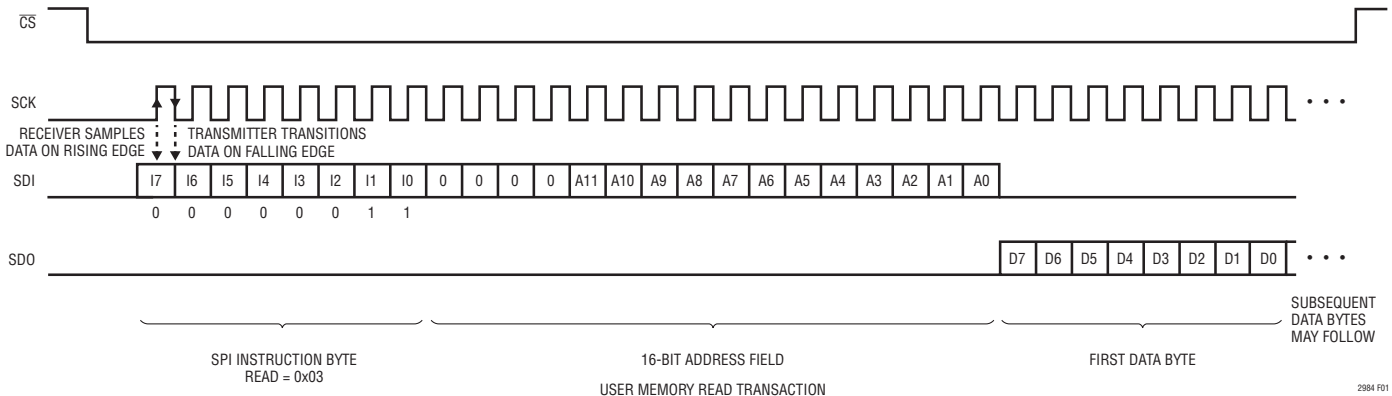 CS
SCK
• • •
RECEIVER SAMPLES
DATA ON RISING EDGE
TRANSMITTER TRANSITIONS
DATA ON FALLING EDGE
SDI I7 I6 I5 I4 I3 I2 I1 I0 0 0 0 0 A11 A10 A9 A8 A7 A6 A5 A4 A3 A2 A1 A0
0 0 0 0 0 0 1 1
SDO D7 D6 D5 D4 D3 D2 D1 D0 • • •
SPI INSTRUCTION BYTE
READ = 0x03
16-BIT ADDRESS FIELD
FIRST DATA BYTE
SUBSEQUENT
DATA BYTES
MAY FOLLOW
USER MEMORY READ TRANSACTION
2984 F01